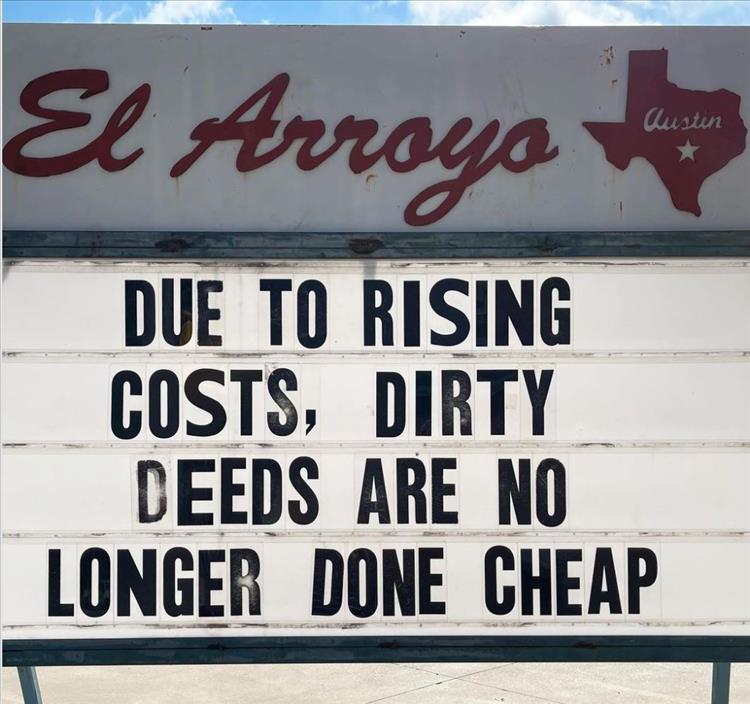 El Arroyo
Austin
DUE TO RISING
COSTS, DIRTY
DEEDS ARE NO
LONGER DONE CHEAP